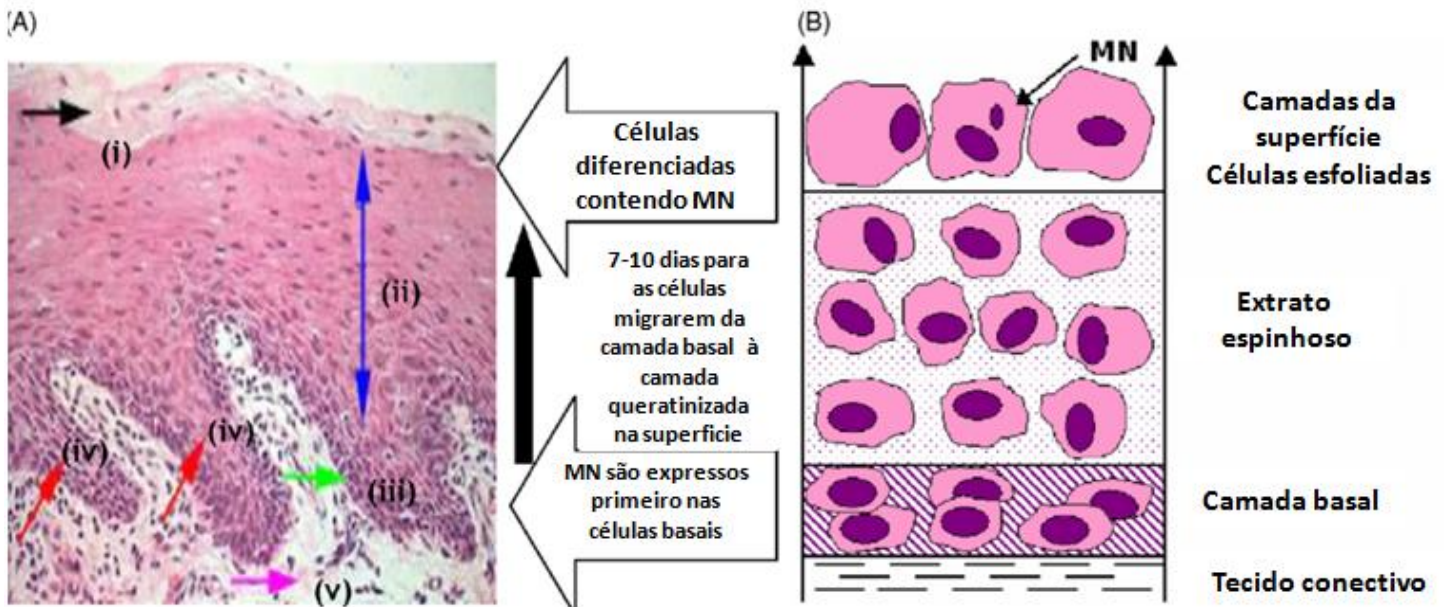 (A)
(i)
(ii)
(iii)
(iv)
(iv)
(v)
Células
diferenciadas
contendo MN
7-10 dias para
as células
migrarem da
camada basal à
camada
queratinizada
na superficie
MN são expressos
primeiro nas
células basais
(B)
MN
Camadas da
superfície
Células esfoliadas
Extrato
espinhoso
Camada basal
Tecido conectivo